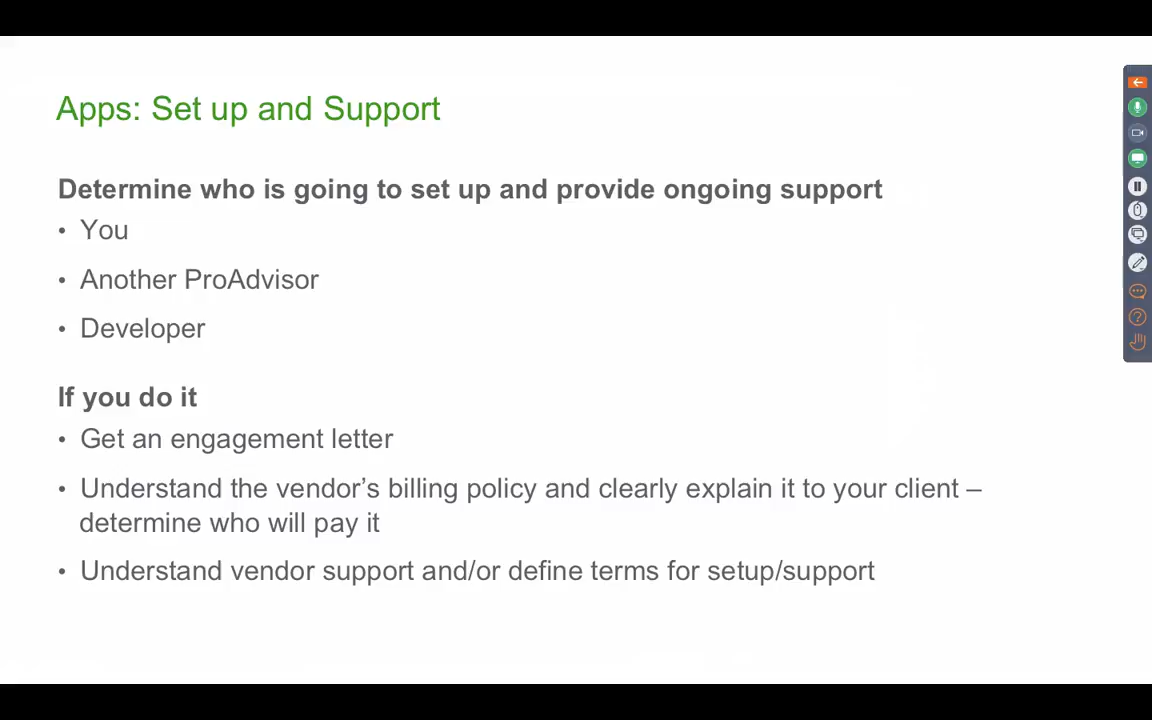 Apps: Set up and Support
Determine who is going to set up and provide ongoing support
• You
• Another ProAdvisor
• Developer
If you do it
• Get an engagement letter
• Understand the vendor’s billing policy and clearly explain it to your client –
determine who will pay it
• Understand vendor support and/or define terms for setup/support